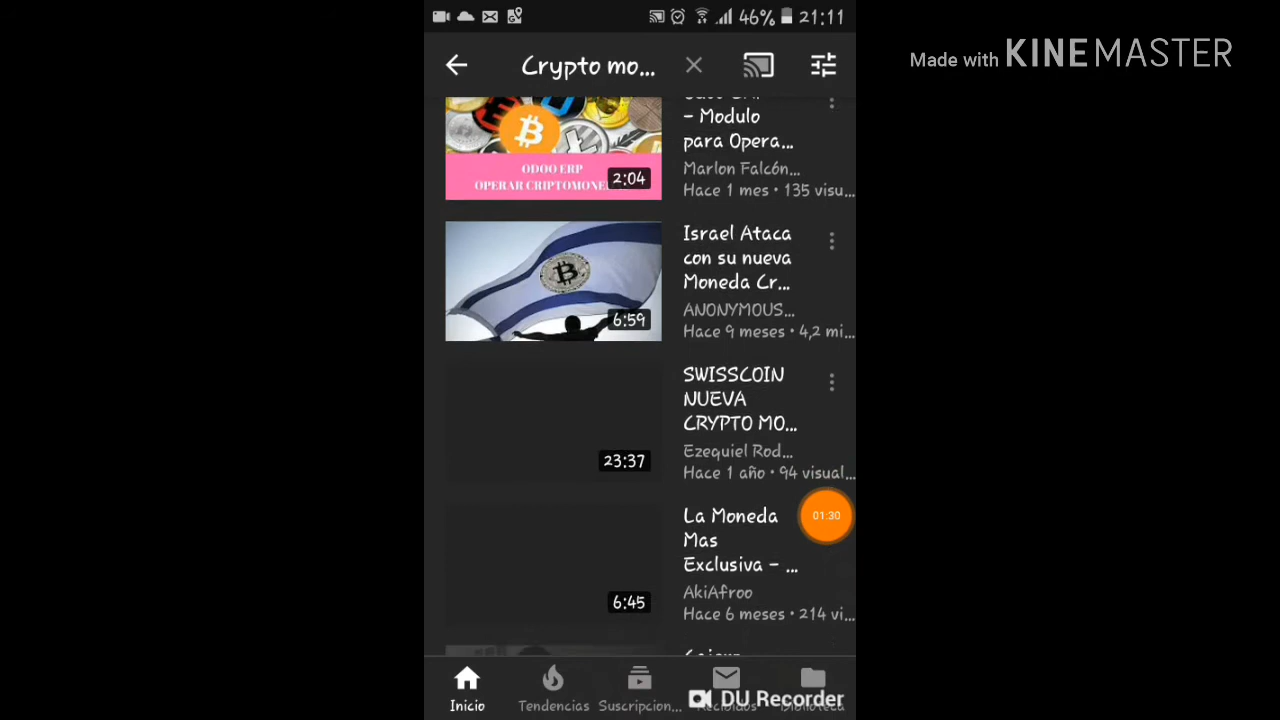 46% 21:11
Made with KINEMASTER
Crypto mo...
– Modulo
para Opera...
Marlon Falcón...
Hace 1 mes • 135 visu...
ODOO ERP
2:04
Israel Ataca
con su nueva
Moneda Cr...
ANONYMOUS...
Hace 9 meses • 4,2 mi...
6:59
SWISSCOIN
NUEVA
CRYPTO MO...
Ezequiel Rod...
Hace 1 año • 94 visual...
23:37
01:30
La Moneda
Mas
Exclusiva – ...
AkiAfroo
Hace 6 meses • 214 vi...
6:45
DU Recorder
Inicio Tendencias Suscripcion...